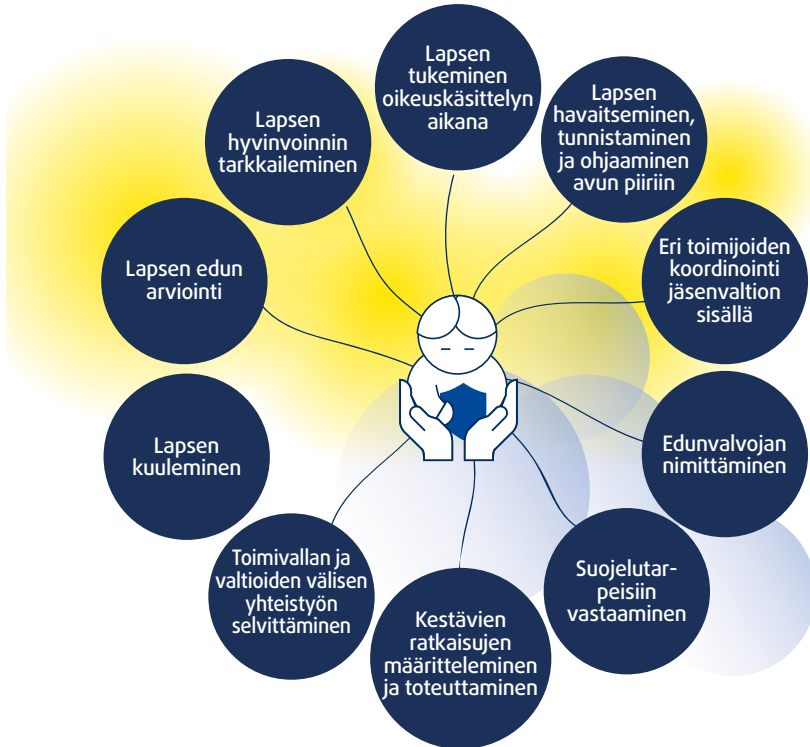 Lapsen
tukeminen
oikeuskäsittelyn
aikana
Lapsen
havaitseminen,
tunnistaminen
ja ohjaaminen
avun piiriin
Eri toimijoiden
koordinointi
jäsenvaltion
sisällä
Edunvalvojan
nimittäminen
Suojelutar-
peisiin
vastaaminen
Kestävien
ratkaisujen
määritteleminen
ja toteuttaminen
Toimivallan ja
valtioiden välisen
yhteistyön
selvittäminen
Lapsen
kuuleminen
Lapsen edun
arviointi
Lapsen
hyvinvoinnin
tarkkaileminen